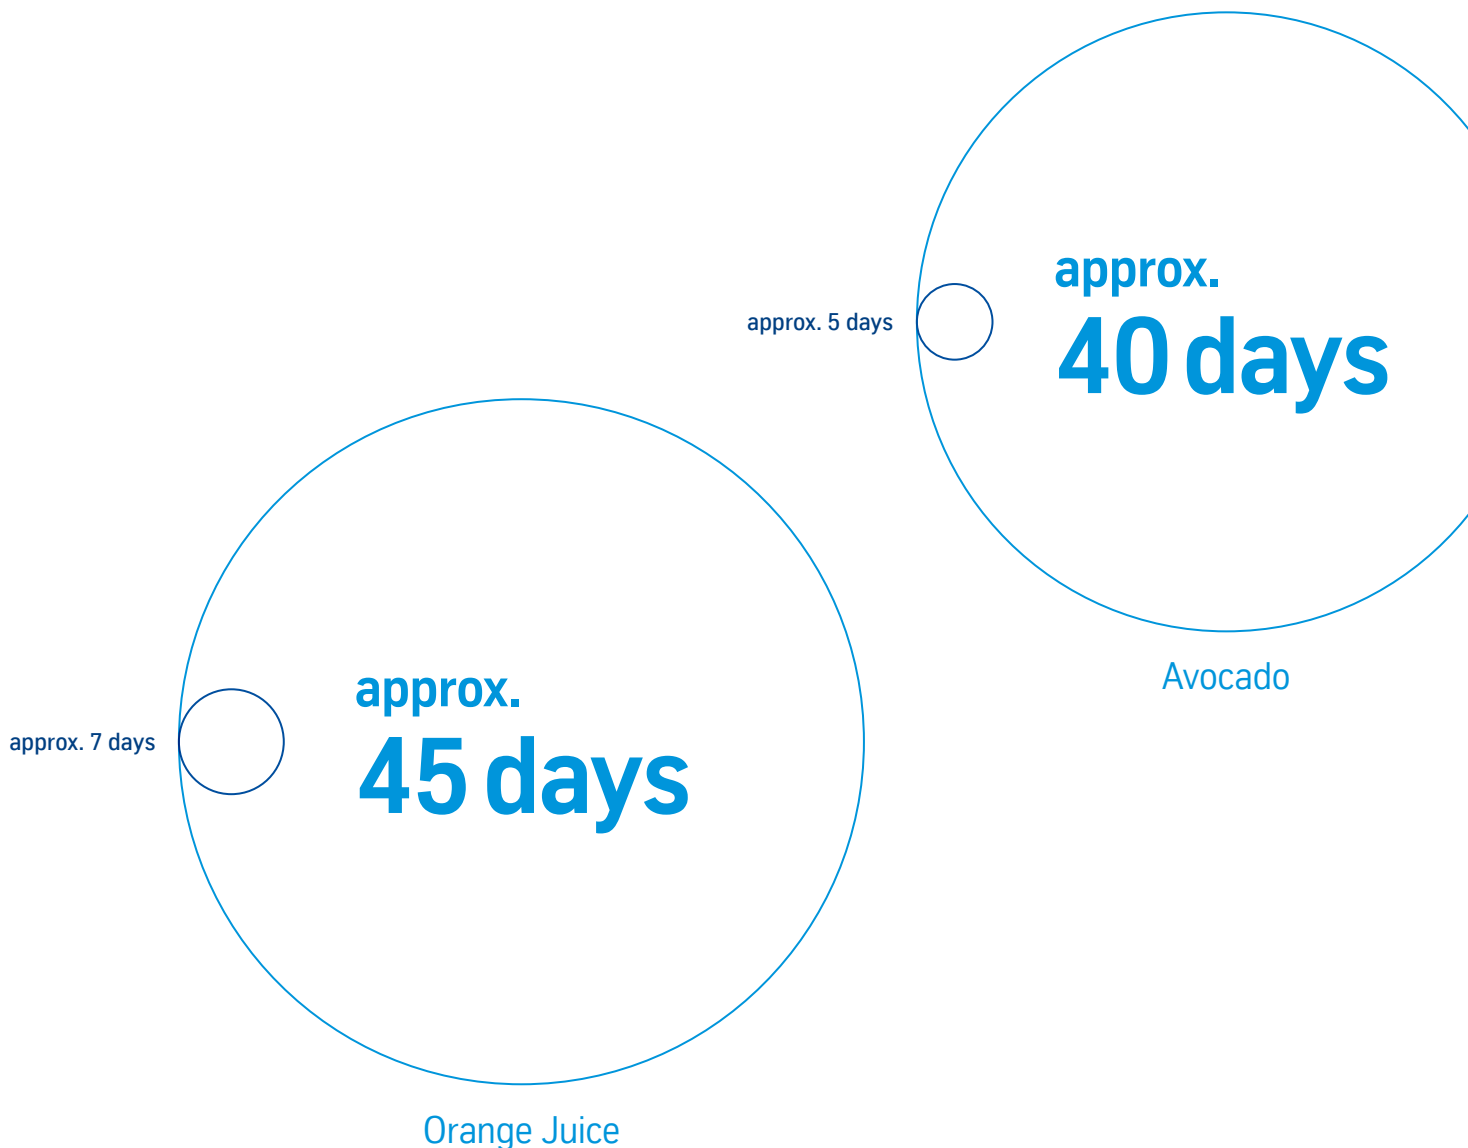 approx.
40 days
approx. 5 days
Avocado
approx.
45 days
approx. 7 days
Orange Juice